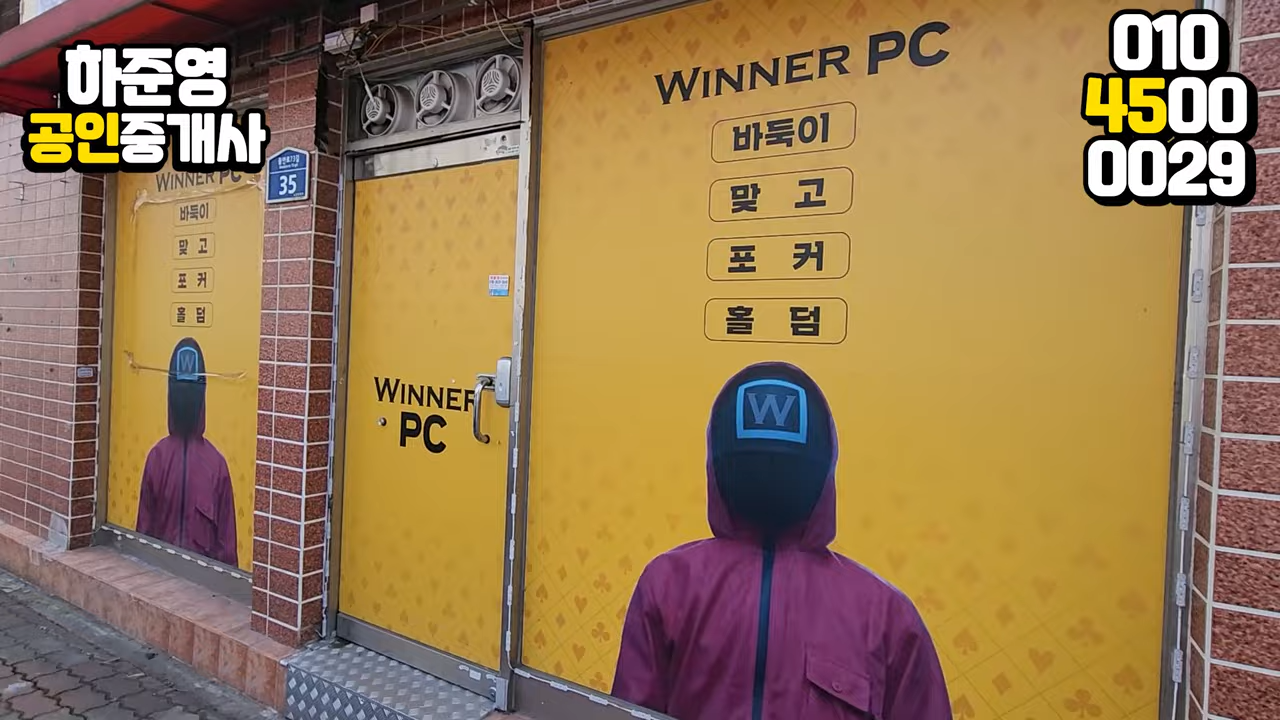 하준영
공인중개사
010
4500
0029
WINNER PC
바둑이
맞 고
포 커
홀 덤
W
35
WINNER
PC
WINNER PC
바둑이
맞 고
포 커
홀 덤
W